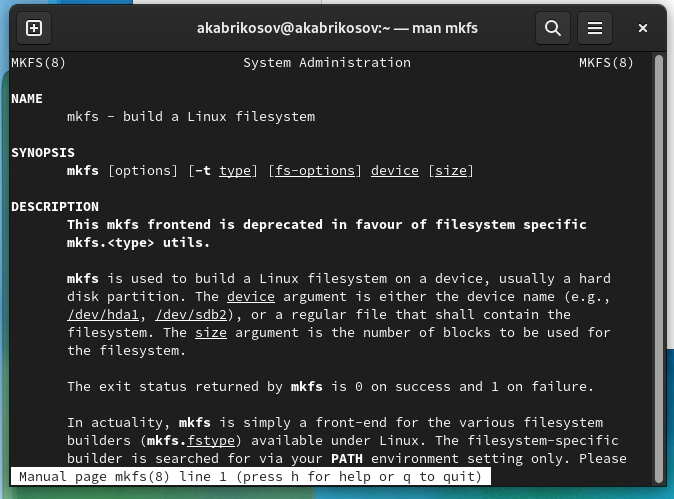 akabrikosov@akabrikosov:~ — man mkfs
MKFS(8) System Administration MKFS(8)
NAME
mkfs - build a Linux filesystem
SYNOPSIS
mkfs [options] [-t type] [fs-options] device [size]
DESCRIPTION
This mkfs frontend is deprecated in favour of filesystem specific
mkfs.<type> utils.
mkfs is used to build a Linux filesystem on a device, usually a hard
disk partition. The device argument is either the device name (e.g.,
/dev/hda1, /dev/sdb2), or a regular file that shall contain the
filesystem. The size argument is the number of blocks to be used for
the filesystem.
The exit status returned by mkfs is 0 on success and 1 on failure.
In actuality, mkfs is simply a front-end for the various filesystem
builders (mkfs.fstype) available under Linux. The filesystem-specific
builder is searched for via your PATH environment setting only. Please
Manual page mkfs(8) line 1 (press h for help or q to quit)